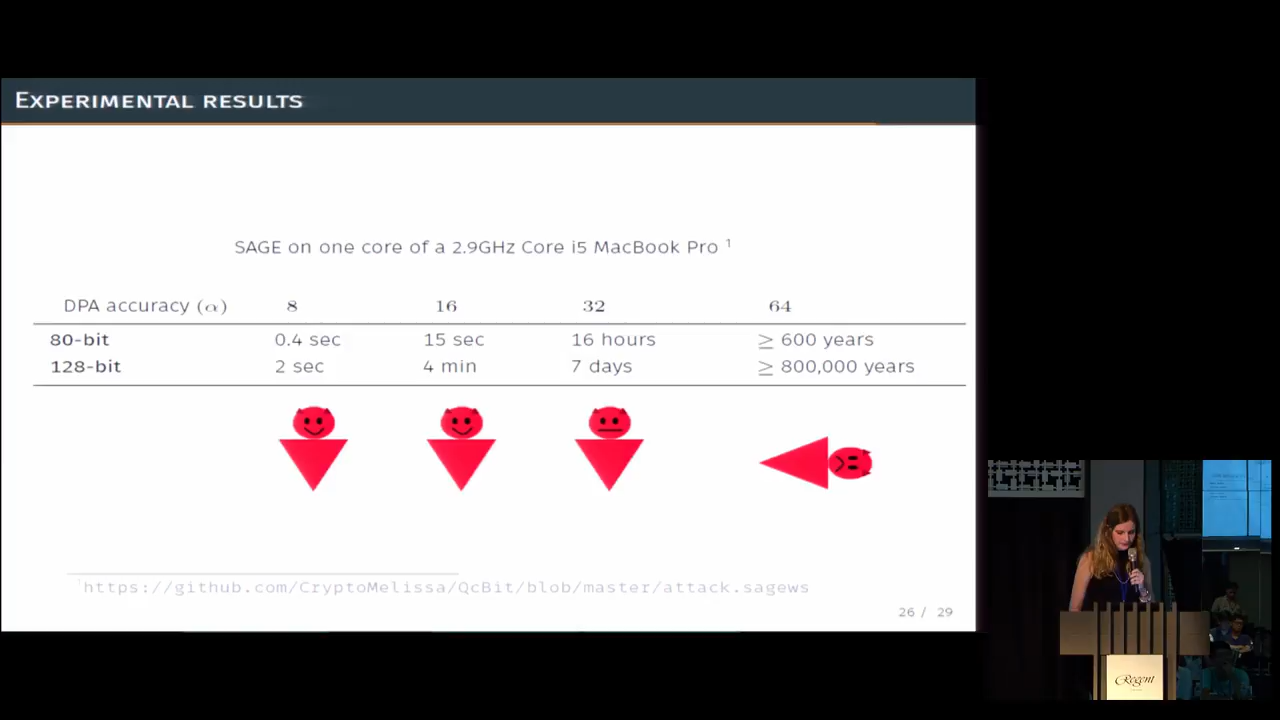 EXPERIMENTAL RESULTS
SAGE on one core of a 2.9GHz Core i5 MacBook Pro ¹
DPA accuracy (α) 8 16 32 64
80-bit 0.4 sec 15 sec 16 hours ≥ 600 years
128-bit 2 sec 4 min 7 days ≥ 800,000 years
¹https://github.com/CryptoMelissa/QcBit/blob/master/attack.sagews
26 / 29
Regent